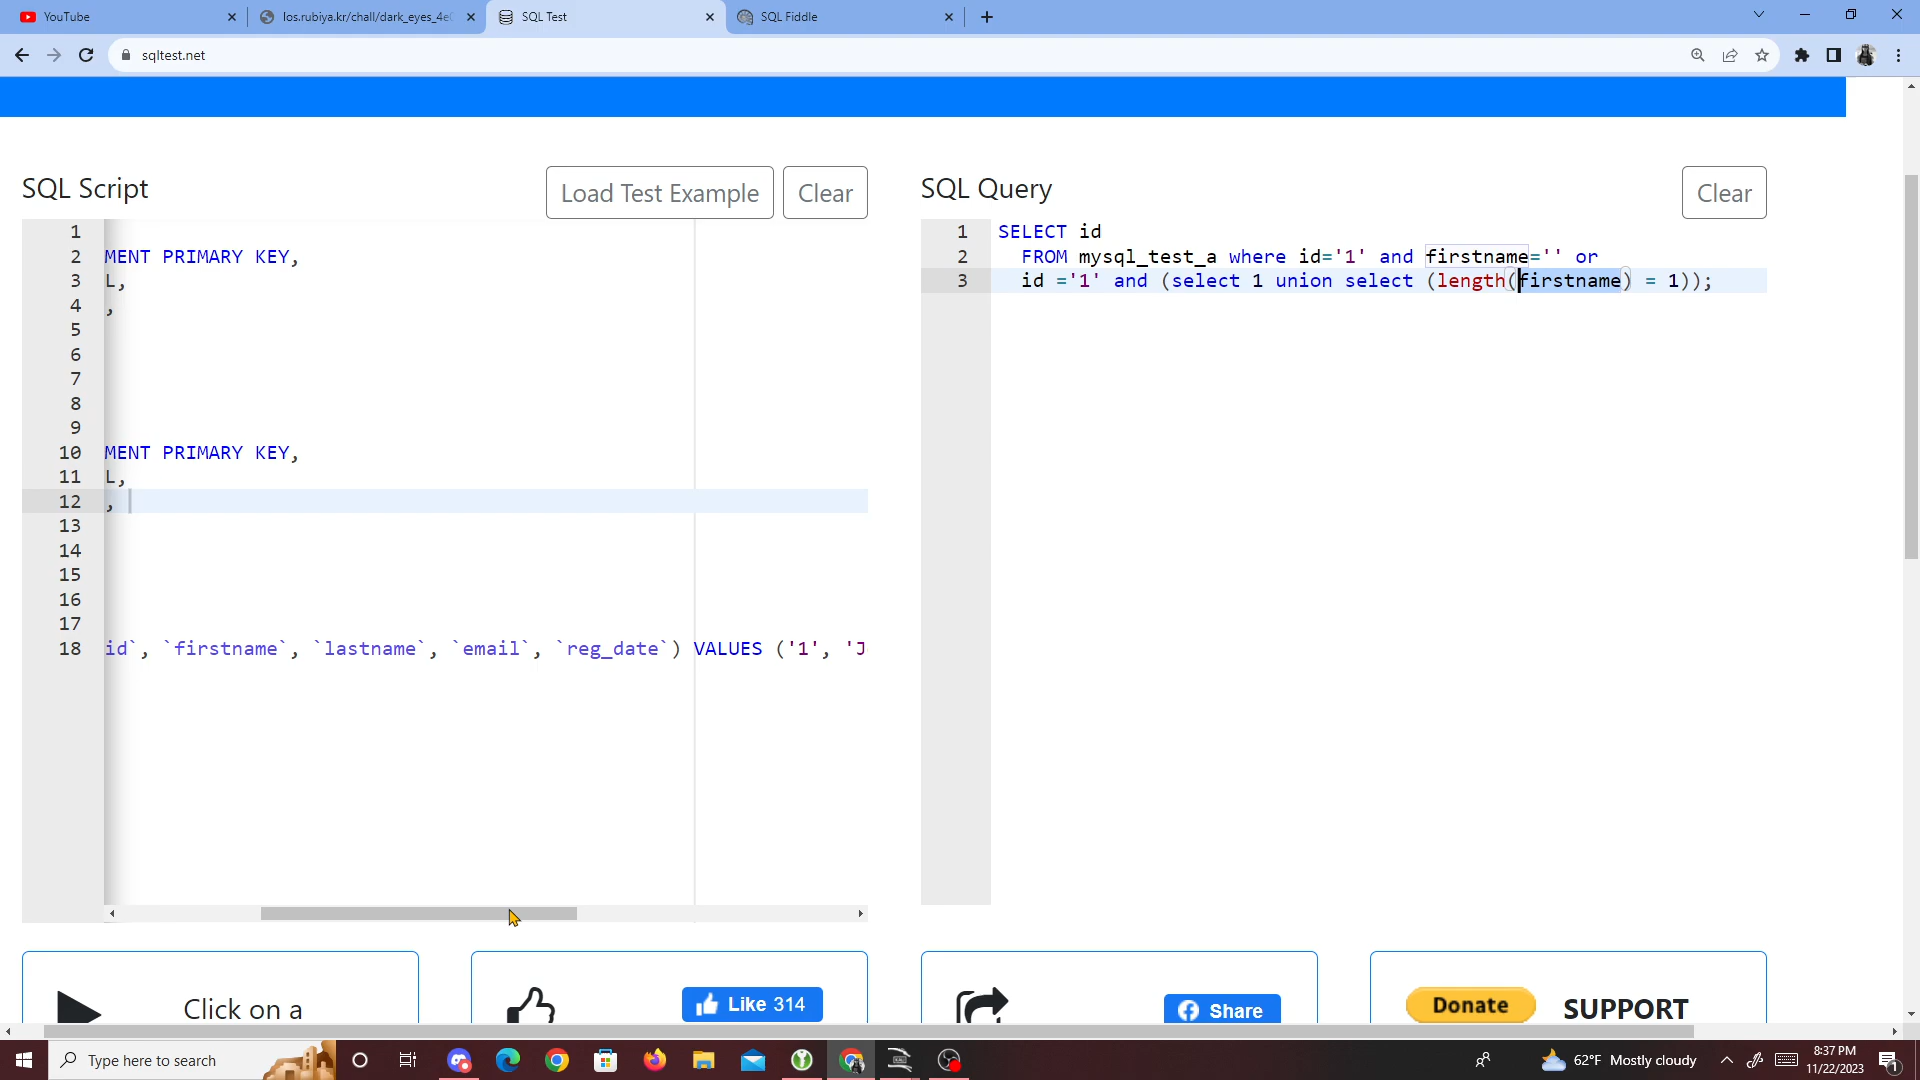 YouTube
los.rubiya.kr/chall/dark_eyes_4e
SQL Test
SQL Fiddle
sqltest.net
SQL Script
Load Test Example
Clear
SQL Query
Clear
1
2 MENT PRIMARY KEY,
3 L,
4 ,
5
6
7
8
9
10 MENT PRIMARY KEY,
11 L,
12 ,
13
14
15
16
17
18 id`, `firstname`, `lastname`, `email`, `reg_date`) VALUES ('1', 'J
1 SELECT id
2 FROM mysql_test_a where id='1' and firstname='' or
3 id ='1' and (select 1 union select (length(firstname) = 1));
Click on a
Like 314
Share
Donate
SUPPORT
Type here to search
62°F Mostly cloudy
8:37 PM
11/22/2023
1